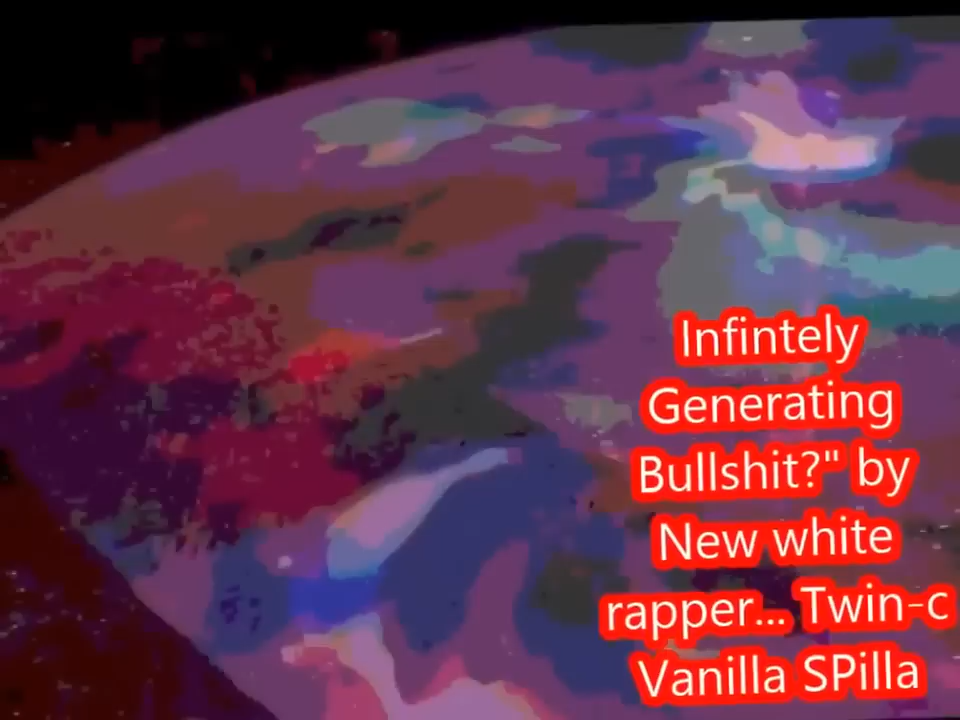 Infintely
Generating
Bullshit?" by
New white
rapper... Twin-c
Vanilla SPilla